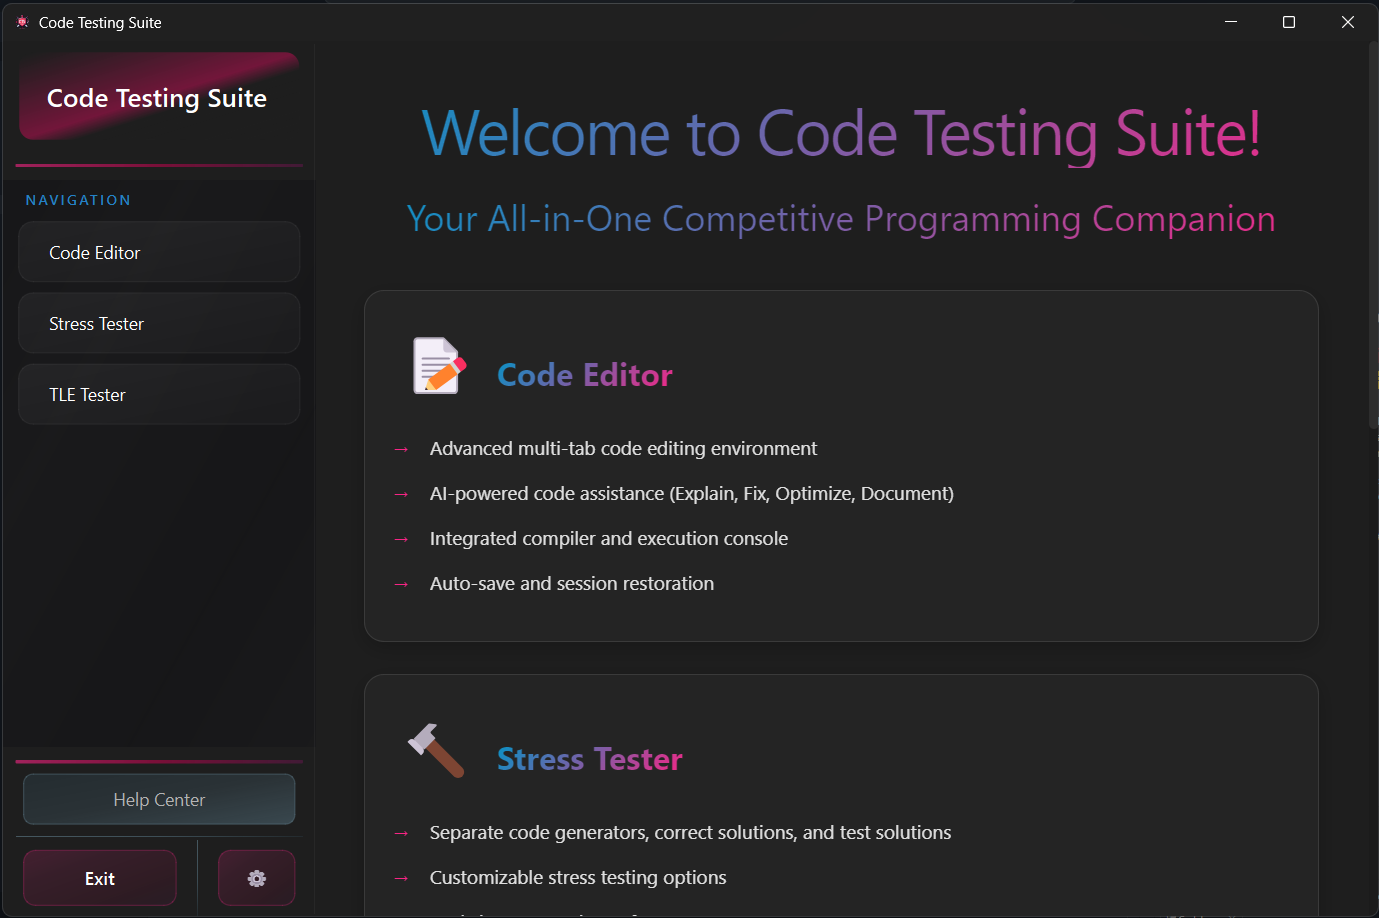 Code Testing Suite
Code Testing Suite
NAVIGATION
Code Editor
Stress Tester
TLE Tester
Help Center
Exit
Welcome to Code Testing Suite!
Your All-in-One Competitive Programming Companion
Code Editor
→ Advanced multi-tab code editing environment
→ AI-powered code assistance (Explain, Fix, Optimize, Document)
→ Integrated compiler and execution console
→ Auto-save and session restoration
Stress Tester
→ Separate code generators, correct solutions, and test solutions
→ Customizable stress testing options